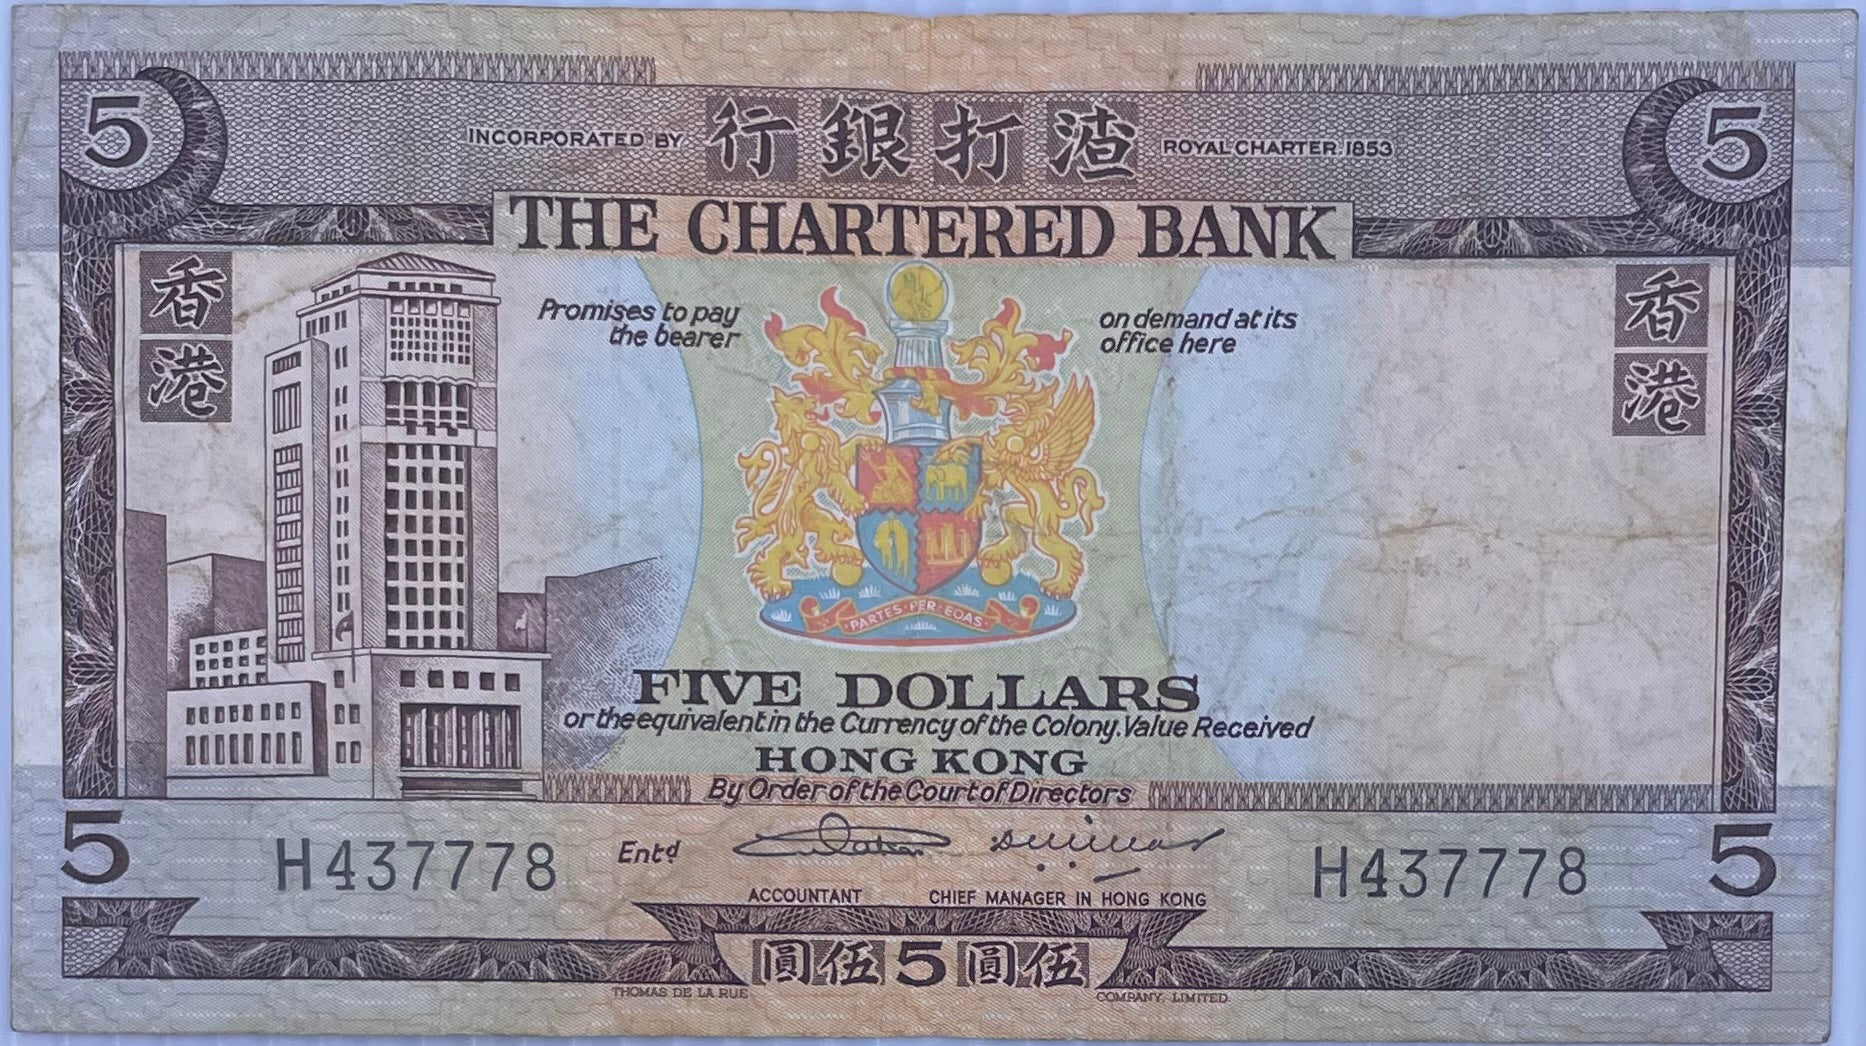 5
5
INCORPORATED BY 行銀打渣 ROYAL CHARTER.1853
THE CHARTERED BANK
香港
香港
Promises to pay
the bearer
on demand at its
office here
PARTES·PER·EOAS
FIVE DOLLARS
or the equivalent in the Currency of the Colony.Value Received
HONG KONG
By Order of the Court of Directors
5
5
H437778
Entd
H437778
ACCOUNTANT
CHIEF MANAGER IN HONG KONG
圓伍5圓伍
THOMAS DE LA RUE
COMPANY, LIMITED.